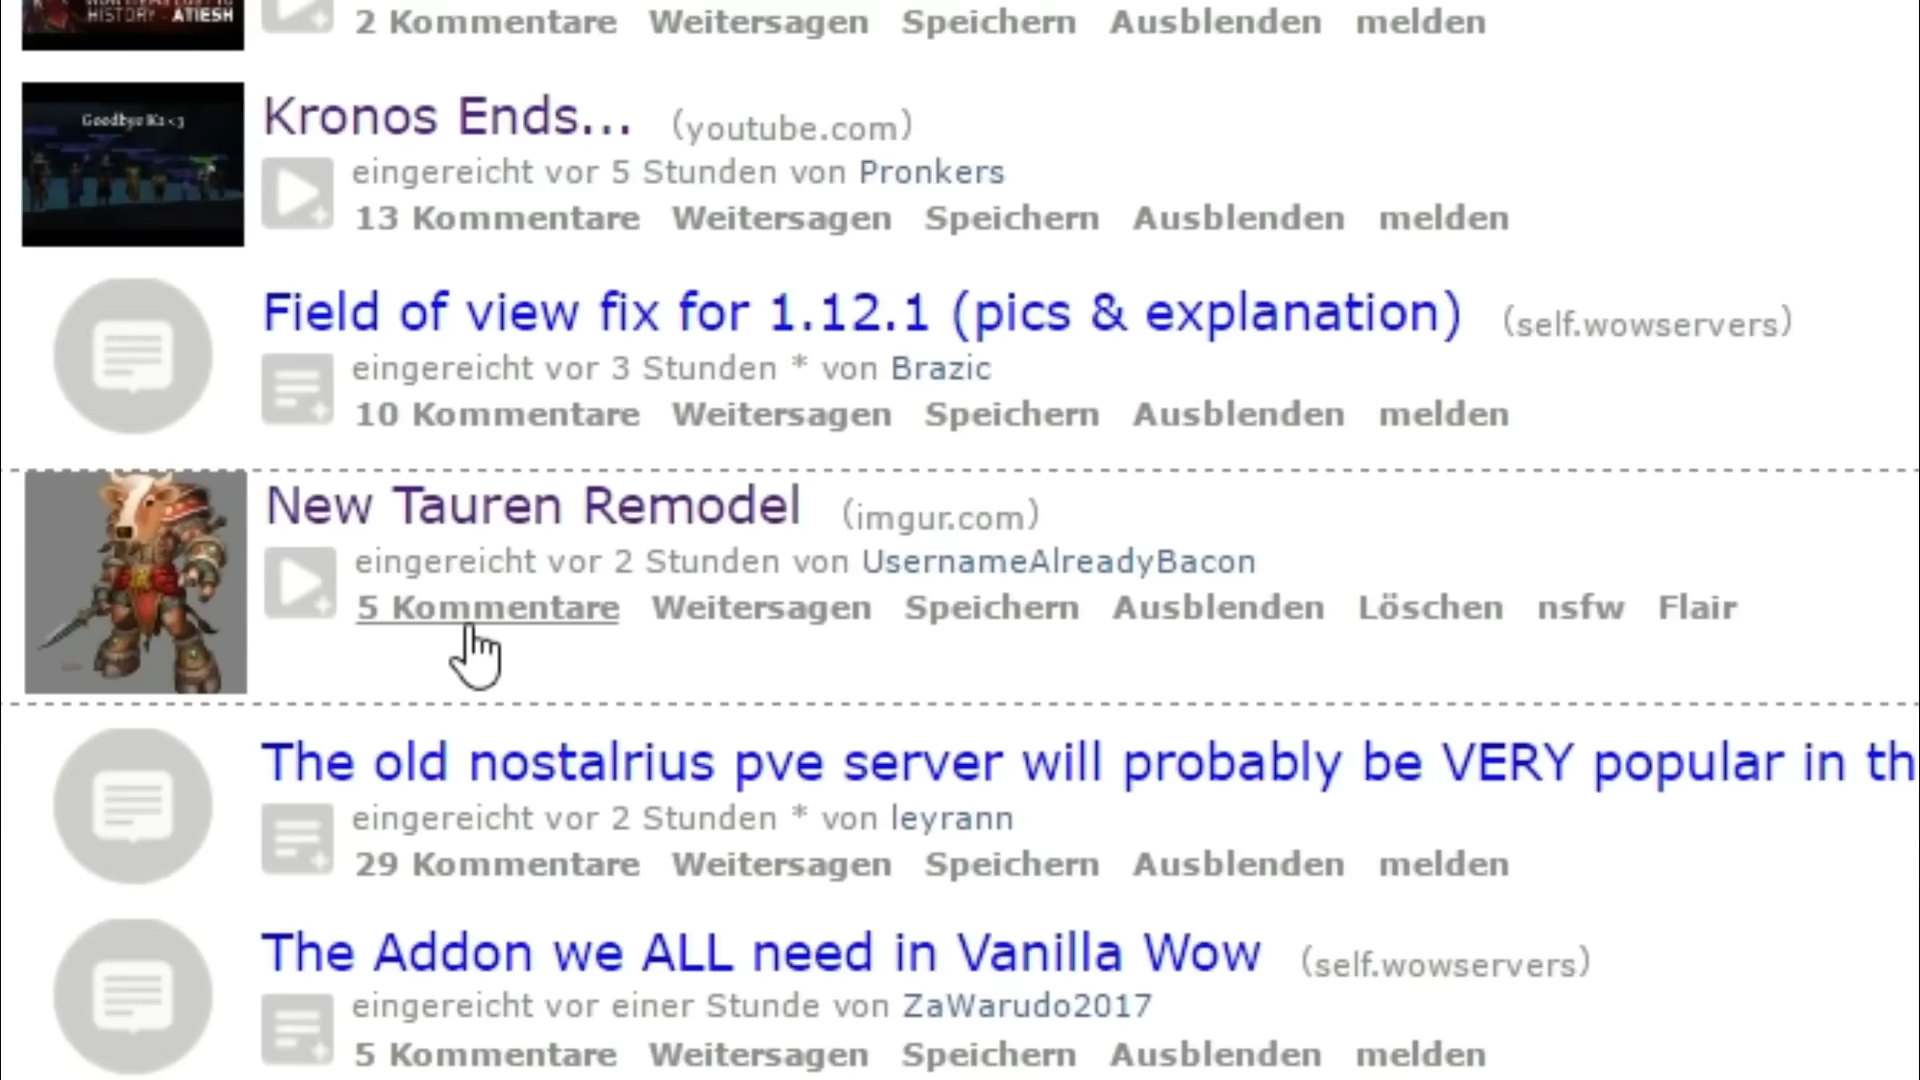 HISTORY - ATIESH
2 Kommentare Weitersagen Speichern Ausblenden melden
Goodbye K2 <3
Kronos Ends... (youtube.com)
eingereicht vor 5 Stunden von Pronkers
13 Kommentare Weitersagen Speichern Ausblenden melden
Field of view fix for 1.12.1 (pics & explanation) (self.wowservers)
eingereicht vor 3 Stunden * von Brazic
10 Kommentare Weitersagen Speichern Ausblenden melden
New Tauren Remodel (imgur.com)
eingereicht vor 2 Stunden von UsernameAlreadyBacon
5 Kommentare Weitersagen Speichern Ausblenden Löschen nsfw Flair
The old nostalrius pve server will probably be VERY popular in th
eingereicht vor 2 Stunden * von leyrann
29 Kommentare Weitersagen Speichern Ausblenden melden
The Addon we ALL need in Vanilla Wow (self.wowservers)
eingereicht vor einer Stunde von ZaWarudo2017
5 Kommentare Weitersagen Speichern Ausblenden melden